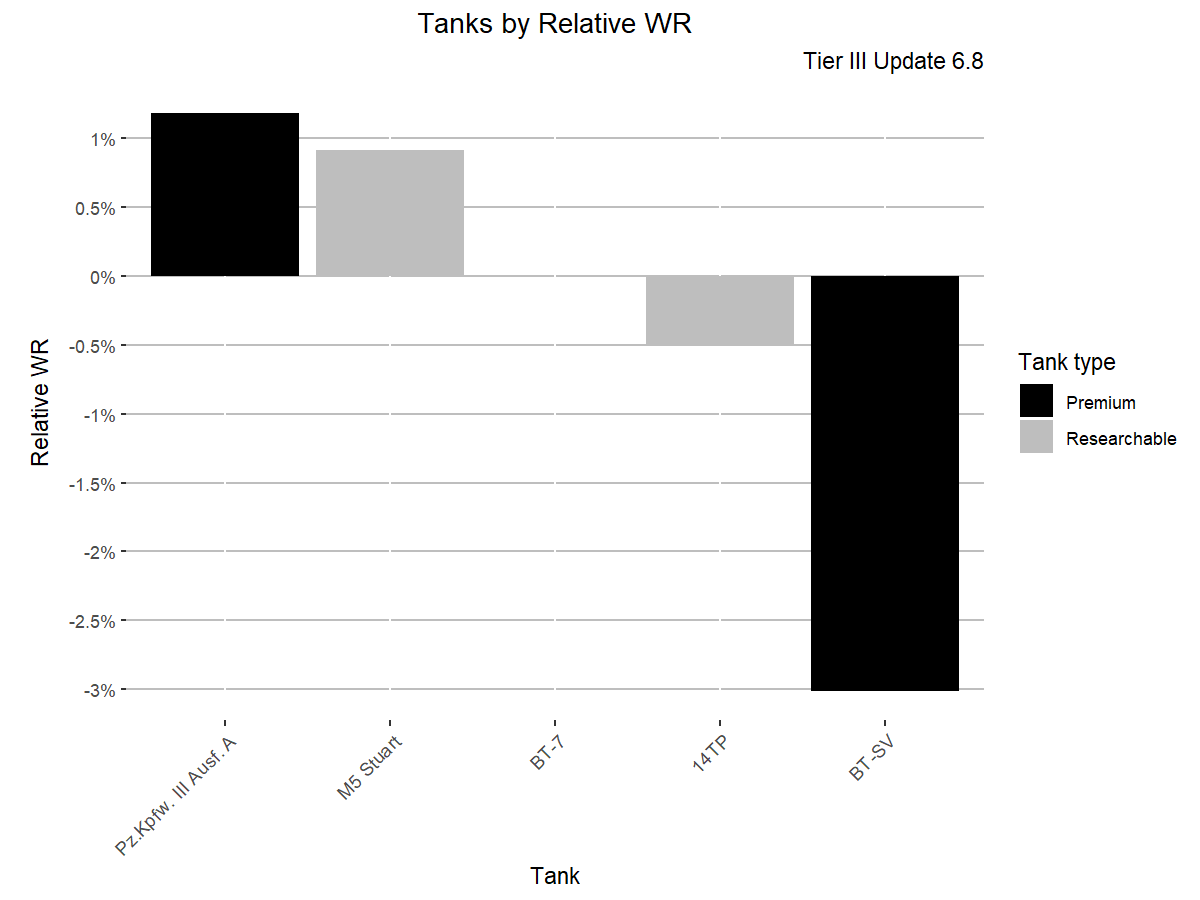 Tanks by Relative WR
Tier III Update 6.8
1%
0.5%
0%
-0.5%
-1%
-1.5%
-2%
-2.5%
-3%
Relative WR
Pz.Kpfw. III Ausf. A
M5 Stuart
BT-7
14TP
BT-SV
Tank
Tank type
Premium
Researchable